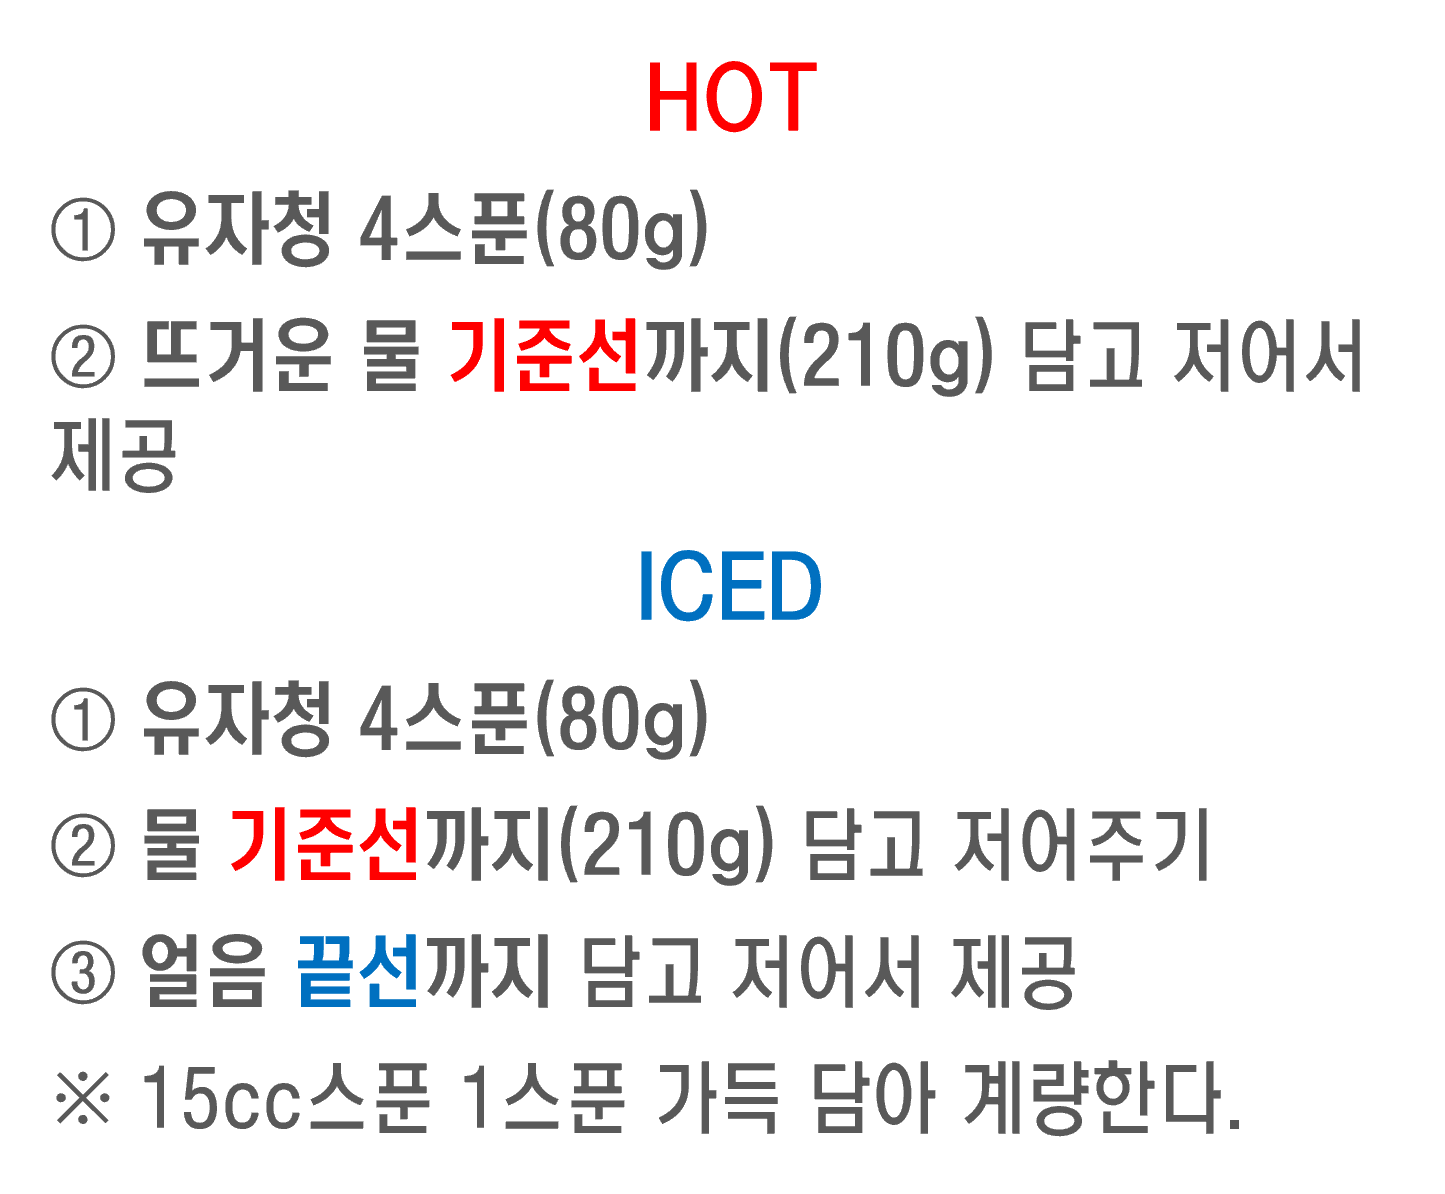 HOT
① 유자청 4스푼(80g)
② 뜨거운 물 기준선까지(210g) 담고 저어서
제공
ICED
① 유자청 4스푼(80g)
② 물 기준선까지(210g) 담고 저어주기
③ 얼음 끝선까지 담고 저어서 제공
※ 15cc스푼 1스푼 가득 담아 계량한다.